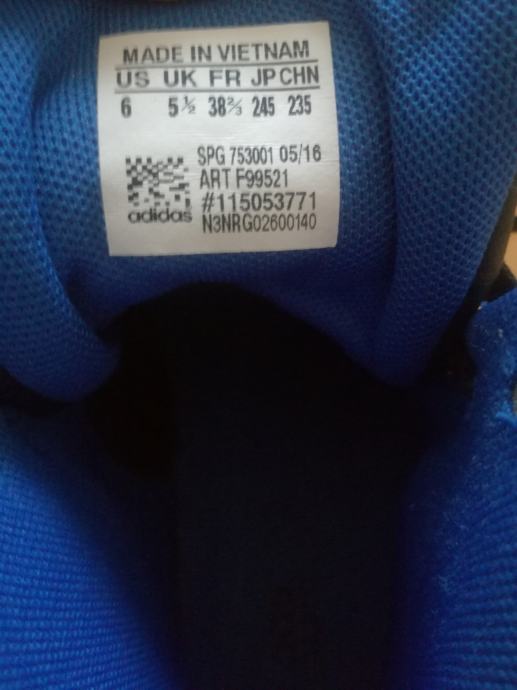 MADE IN VIETNAM
US UK FR JP CHN
6 5½ 38⅔ 245 235
SPG 753001 05/16
ART F99521
#115053771
adidas
N3NRG02600140